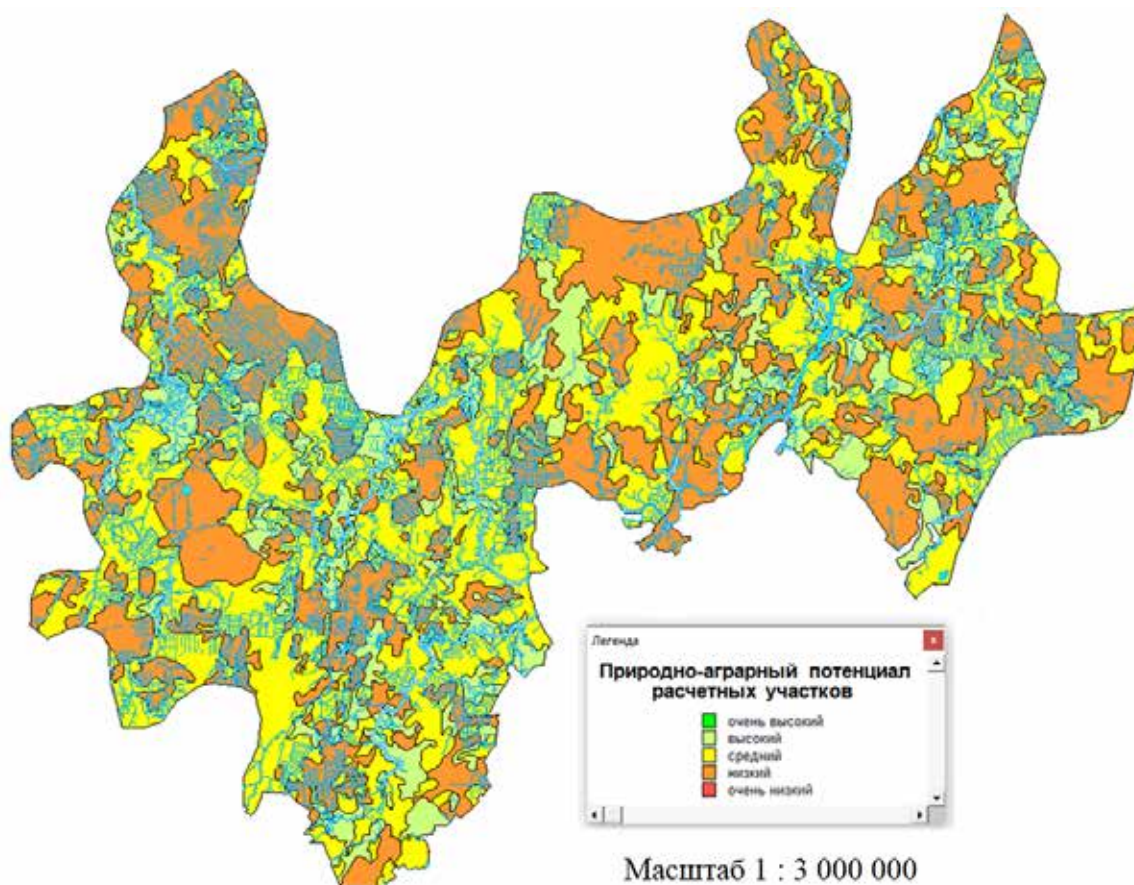 Легенда
Природно-аграрный потенциал
расчетных участков
очень высокий
высокий
средний
низкий
очень низкий
Масштаб 1 : 3 000 000